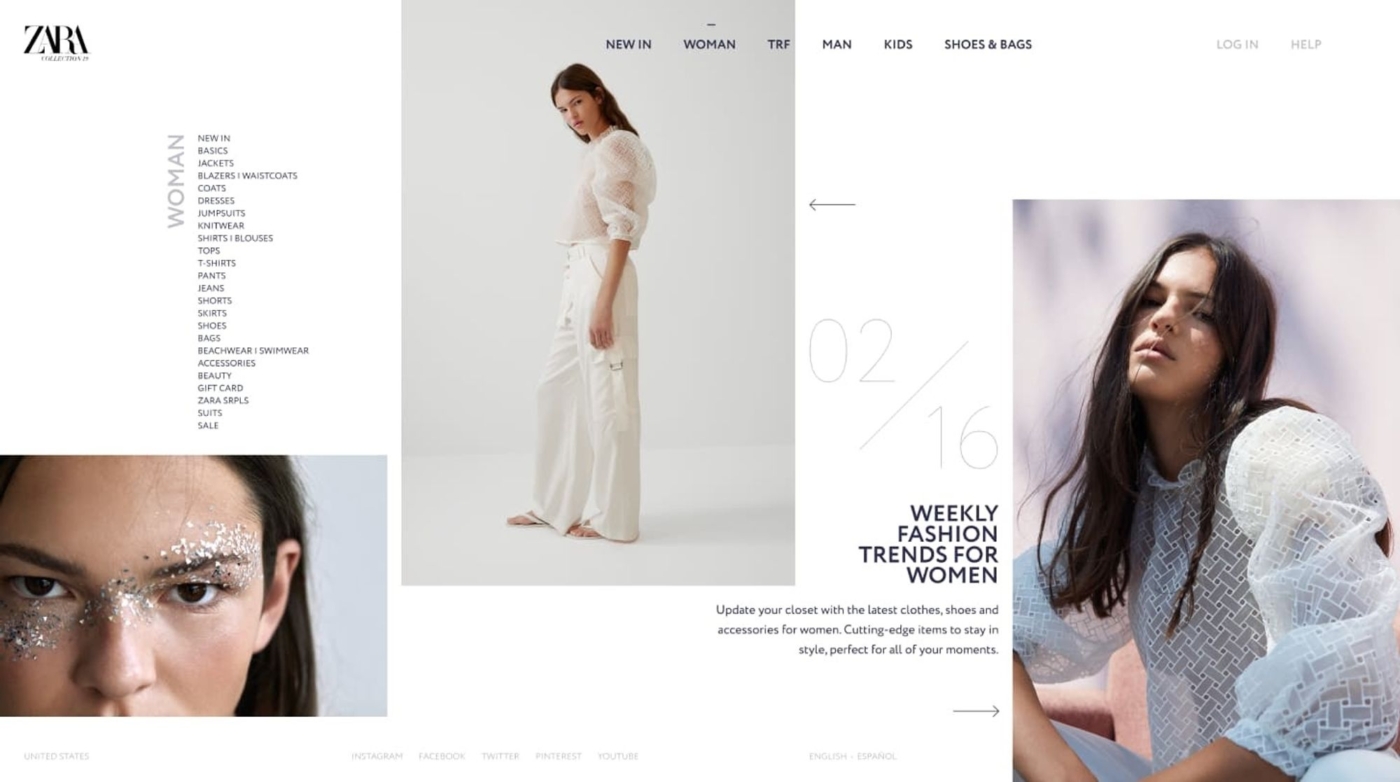 ZARA
COLLECTION 19
NEW IN WOMAN TRF MAN KIDS SHOES & BAGS
LOG IN HELP
WOMAN
NEW IN
BASICS
JACKETS
BLAZERS I WAISTCOATS
COATS
DRESSES
JUMPSUITS
KNITWEAR
SHIRTS I BLOUSES
TOPS
T-SHIRTS
PANTS
JEANS
SHORTS
SKIRTS
SHOES
BAGS
BEACHWEAR I SWIMWEAR
ACCESSORIES
BEAUTY
GIFT CARD
ZARA SRPLS
SUITS
SALE
02
16
WEEKLY
FASHION
TRENDS FOR
WOMEN
Update your closet with the latest clothes, shoes and
accessories for women. Cutting-edge items to stay in
style, perfect for all of your moments.
UNITED STATES
INSTAGRAM FACEBOOK TWITTER PINTEREST YOUTUBE
ENGLISH - ESPAÑOL